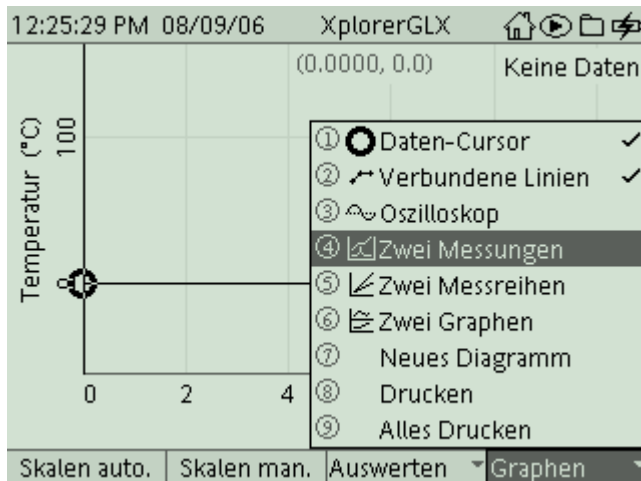 12:25:29 PM 08/09/06 XplorerGLX
(0.0000, 0.0) Keine Daten
Temperatur (°C)
100
0
0 2 4
① Daten-Cursor ✓
② Verbundene Linien ✓
③ Oszilloskop
④ Zwei Messungen
⑤ Zwei Messreihen
⑥ Zwei Graphen
⑦ Neues Diagramm
⑧ Drucken
⑨ Alles Drucken
Skalen auto. Skalen man. Auswerten Graphen